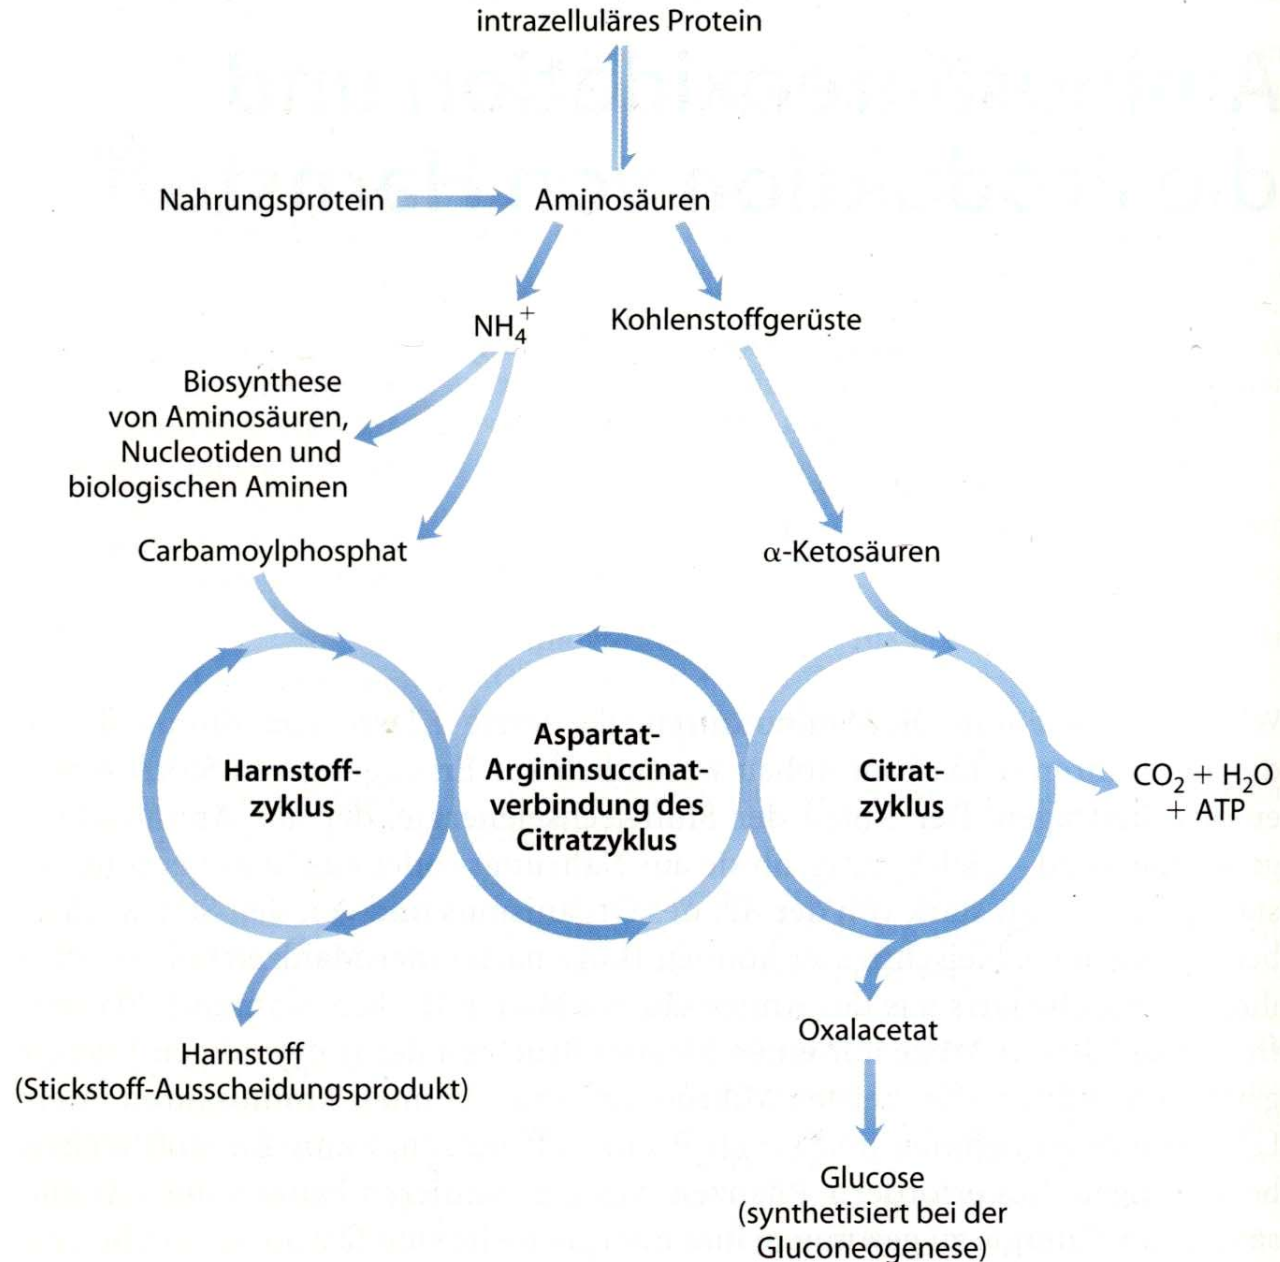 intrazelluläres Protein
Nahrungsprotein
Aminosäuren
NH₄⁺
Kohlenstoffgerüste
Biosynthese
von Aminosäuren,
Nucleotiden und
biologischen Aminen
Carbamoylphosphat
α-Ketosäuren
Harnstoff-
zyklus
Aspartat-
Argininsuccinat-
verbindung des
Citratzyklus
Citrat-
zyklus
CO₂ + H₂O
+ ATP
Harnstoff
(Stickstoff-Ausscheidungsprodukt)
Oxalacetat
Glucose
(synthetisiert bei der
Gluconeogenese)